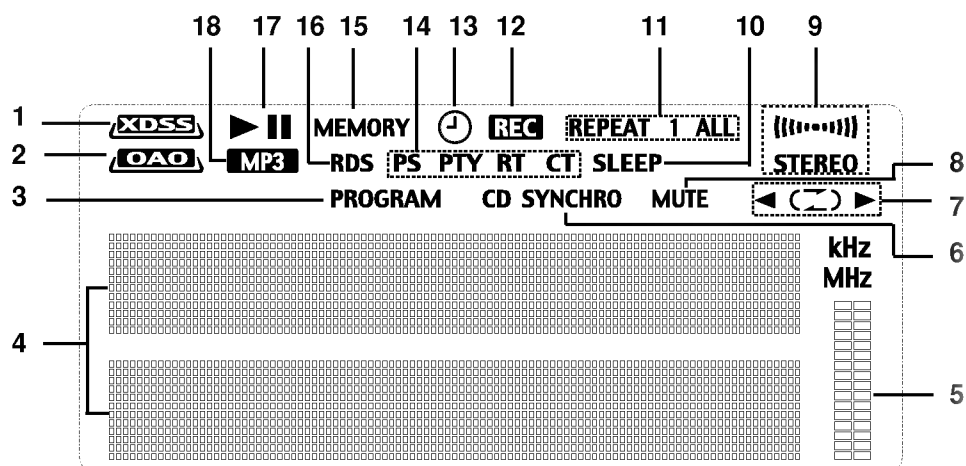 18 17 16 15 14 13 12 11 10 9
1 XDSS MEMORY REC REPEAT 1 ALL
2 OAO MP3 RDS PS PTY RT CT SLEEP STEREO 8
3 PROGRAM CD SYNCHRO MUTE 7
kHz 6
MHz
4
5